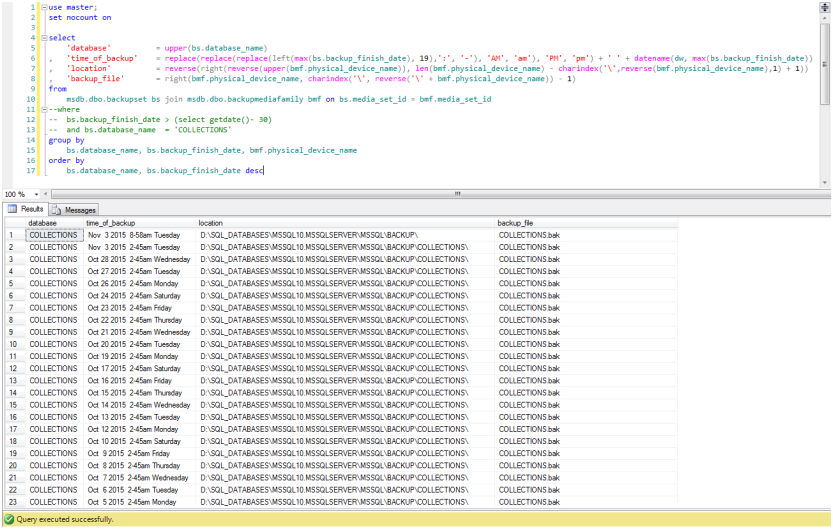 1 use master;
2 set nocount on
3
4 select
5 'database' = upper(bs.database_name)
6 , 'time_of_backup' = replace(replace(replace(left(max(bs.backup_finish_date), 19),':', '-'), 'AM', 'am'), 'PM', 'pm') + ' ' + datename(dw, max(bs.backup_finish_date))
7 , 'location' = reverse(right(reverse(upper(bmf.physical_device_name)), len(bmf.physical_device_name) - charindex('\',reverse(bmf.physical_device_name),1) + 1))
8 , 'backup_file' = right(bmf.physical_device_name, charindex('\', reverse('\' + bmf.physical_device_name)) - 1)
9 from
10 msdb.dbo.backupset bs join msdb.dbo.backupmediafamily bmf on bs.media_set_id = bmf.media_set_id
11 --where
12 -- bs.backup_finish_date > (select getdate()- 30)
13 -- and bs.database_name = 'COLLECTIONS'
14 group by
15 bs.database_name, bs.backup_finish_date, bmf.physical_device_name
16 order by
17 bs.database_name, bs.backup_finish_date desc
100 %
Results Messages
database time_of_backup location backup_file
1 COLLECTIONS Nov 3 2015 8-58am Tuesday D:\SQL_DATABASES\MSSQL10.MSSQLSERVER\MSSQL\BACKUP\ COLLECTIONS.bak
2 COLLECTIONS Nov 3 2015 2-45am Tuesday D:\SQL_DATABASES\MSSQL10.MSSQLSERVER\MSSQL\BACKUP\COLLECTIONS\ COLLECTIONS.bak
3 COLLECTIONS Oct 28 2015 2-45am Wednesday D:\SQL_DATABASES\MSSQL10.MSSQLSERVER\MSSQL\BACKUP\COLLECTIONS\ COLLECTIONS.bak
4 COLLECTIONS Oct 27 2015 2-45am Tuesday D:\SQL_DATABASES\MSSQL10.MSSQLSERVER\MSSQL\BACKUP\COLLECTIONS\ COLLECTIONS.bak
5 COLLECTIONS Oct 26 2015 2-45am Monday D:\SQL_DATABASES\MSSQL10.MSSQLSERVER\MSSQL\BACKUP\COLLECTIONS\ COLLECTIONS.bak
6 COLLECTIONS Oct 24 2015 2-45am Saturday D:\SQL_DATABASES\MSSQL10.MSSQLSERVER\MSSQL\BACKUP\COLLECTIONS\ COLLECTIONS.bak
7 COLLECTIONS Oct 23 2015 2-45am Friday D:\SQL_DATABASES\MSSQL10.MSSQLSERVER\MSSQL\BACKUP\COLLECTIONS\ COLLECTIONS.bak
8 COLLECTIONS Oct 22 2015 2-45am Thursday D:\SQL_DATABASES\MSSQL10.MSSQLSERVER\MSSQL\BACKUP\COLLECTIONS\ COLLECTIONS.bak
9 COLLECTIONS Oct 21 2015 2-45am Wednesday D:\SQL_DATABASES\MSSQL10.MSSQLSERVER\MSSQL\BACKUP\COLLECTIONS\ COLLECTIONS.bak
10 COLLECTIONS Oct 20 2015 2-45am Tuesday D:\SQL_DATABASES\MSSQL10.MSSQLSERVER\MSSQL\BACKUP\COLLECTIONS\ COLLECTIONS.bak
11 COLLECTIONS Oct 19 2015 2-45am Monday D:\SQL_DATABASES\MSSQL10.MSSQLSERVER\MSSQL\BACKUP\COLLECTIONS\ COLLECTIONS.bak
12 COLLECTIONS Oct 17 2015 2-45am Saturday D:\SQL_DATABASES\MSSQL10.MSSQLSERVER\MSSQL\BACKUP\COLLECTIONS\ COLLECTIONS.bak
13 COLLECTIONS Oct 16 2015 2-45am Friday D:\SQL_DATABASES\MSSQL10.MSSQLSERVER\MSSQL\BACKUP\COLLECTIONS\ COLLECTIONS.bak
14 COLLECTIONS Oct 15 2015 2-45am Thursday D:\SQL_DATABASES\MSSQL10.MSSQLSERVER\MSSQL\BACKUP\COLLECTIONS\ COLLECTIONS.bak
15 COLLECTIONS Oct 14 2015 2-45am Wednesday D:\SQL_DATABASES\MSSQL10.MSSQLSERVER\MSSQL\BACKUP\COLLECTIONS\ COLLECTIONS.bak
16 COLLECTIONS Oct 13 2015 2-45am Tuesday D:\SQL_DATABASES\MSSQL10.MSSQLSERVER\MSSQL\BACKUP\COLLECTIONS\ COLLECTIONS.bak
17 COLLECTIONS Oct 12 2015 2-45am Monday D:\SQL_DATABASES\MSSQL10.MSSQLSERVER\MSSQL\BACKUP\COLLECTIONS\ COLLECTIONS.bak
18 COLLECTIONS Oct 10 2015 2-45am Saturday D:\SQL_DATABASES\MSSQL10.MSSQLSERVER\MSSQL\BACKUP\COLLECTIONS\ COLLECTIONS.bak
19 COLLECTIONS Oct 9 2015 2-45am Friday D:\SQL_DATABASES\MSSQL10.MSSQLSERVER\MSSQL\BACKUP\COLLECTIONS\ COLLECTIONS.bak
20 COLLECTIONS Oct 8 2015 2-45am Thursday D:\SQL_DATABASES\MSSQL10.MSSQLSERVER\MSSQL\BACKUP\COLLECTIONS\ COLLECTIONS.bak
21 COLLECTIONS Oct 7 2015 2-45am Wednesday D:\SQL_DATABASES\MSSQL10.MSSQLSERVER\MSSQL\BACKUP\COLLECTIONS\ COLLECTIONS.bak
22 COLLECTIONS Oct 6 2015 2-45am Tuesday D:\SQL_DATABASES\MSSQL10.MSSQLSERVER\MSSQL\BACKUP\COLLECTIONS\ COLLECTIONS.bak
23 COLLECTIONS Oct 5 2015 2-45am Monday D:\SQL_DATABASES\MSSQL10.MSSQLSERVER\MSSQL\BACKUP\COLLECTIONS\ COLLECTIONS.bak
Query executed successfully.